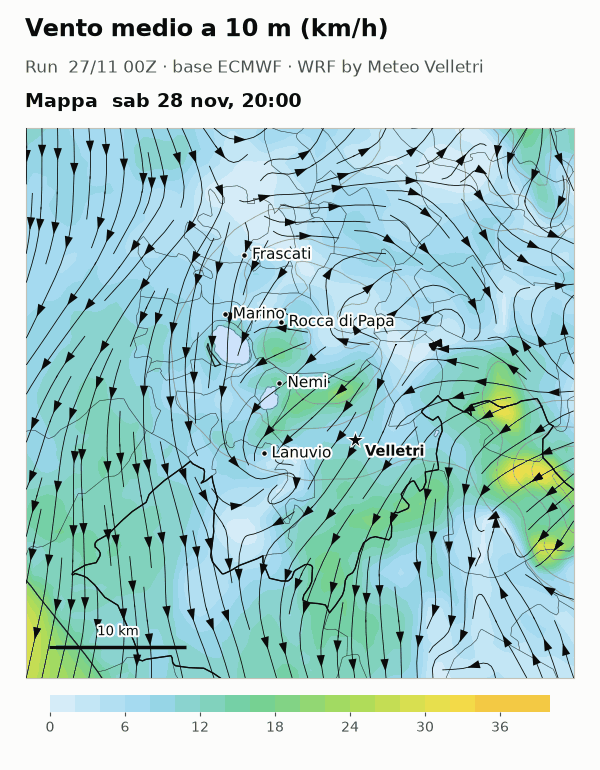 Vento medio a 10 m (km/h)
Run  27/11 00Z · base ECMWF · WRF by Meteo Velletri
Mappa  sab 28 nov, 20:00
Frascati
Marino
Rocca di Papa
Nemi
Velletri
Lanuvio
10 km
0 6 12 18 24 30 36